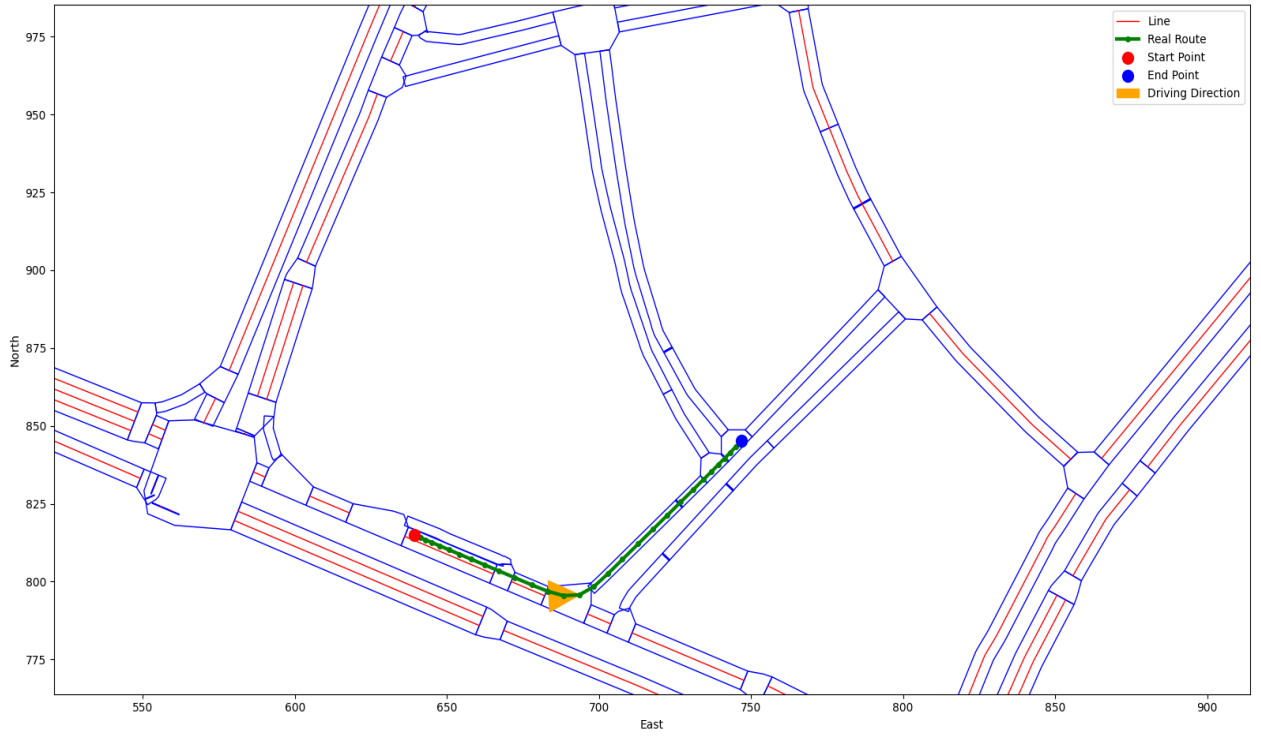 Line
Real Route
Start Point
End Point
Driving Direction
North
975
950
925
900
875
850
825
800
775
550
600
650
700
750
800
850
900
East